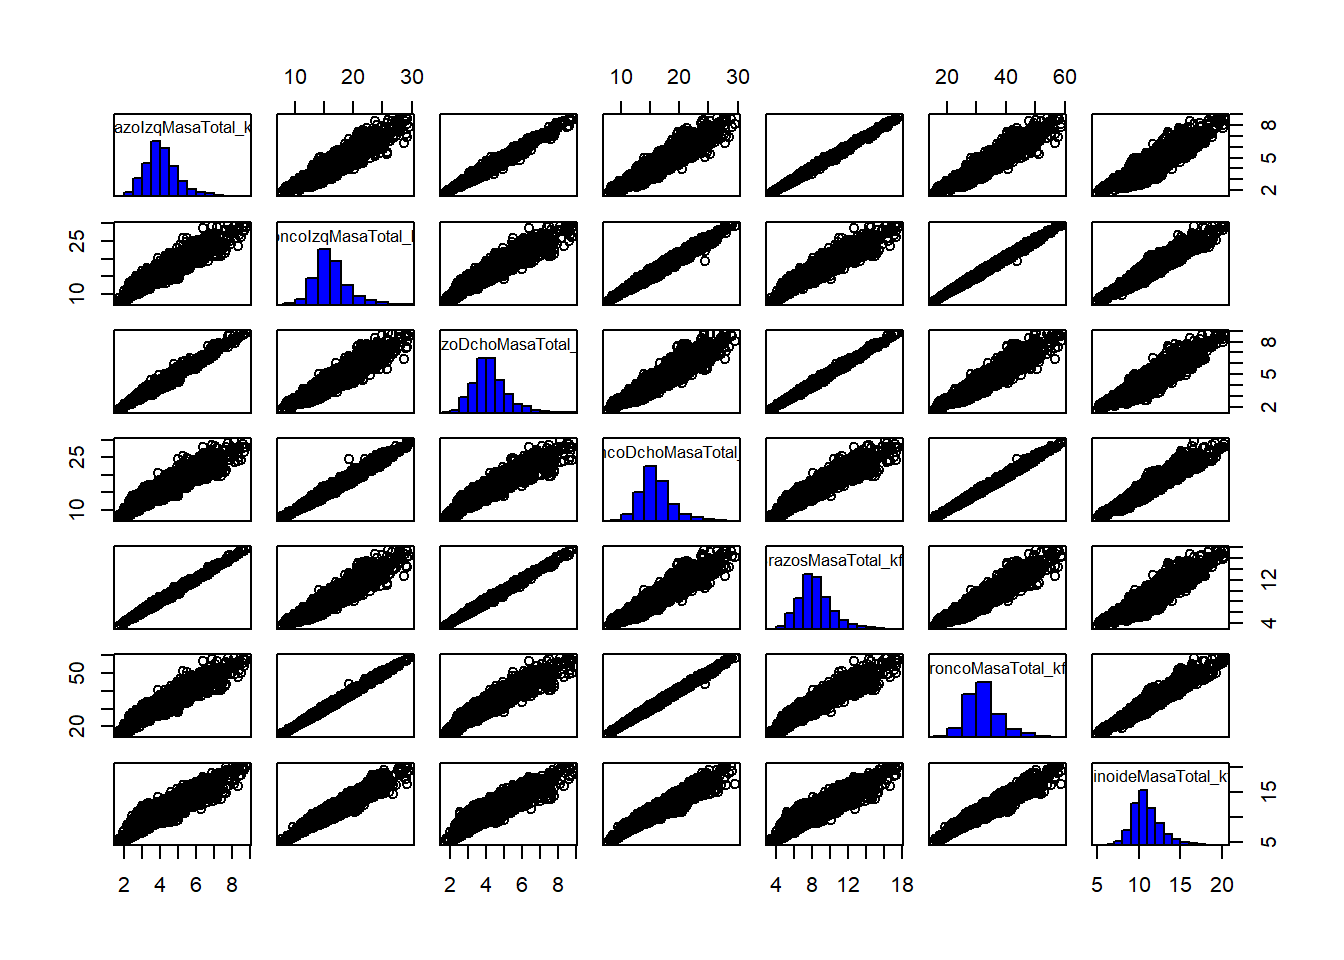 10 20 30 10 20 30 20 40 60
azoIzqMasaTotal_k
2 5 8
10 25
oncoIzqMasaTotal_l
zoDchoMasaTotal_
2 5 8
10 25
ncoDchoMasaTotal_
razosMasaTotal_kf
4 12
20 50
roncoMasaTotal_kf
inoideMasaTotal_k
5 15
2 4 6 8 2 4 6 8 4 8 12 18 5 10 15 20